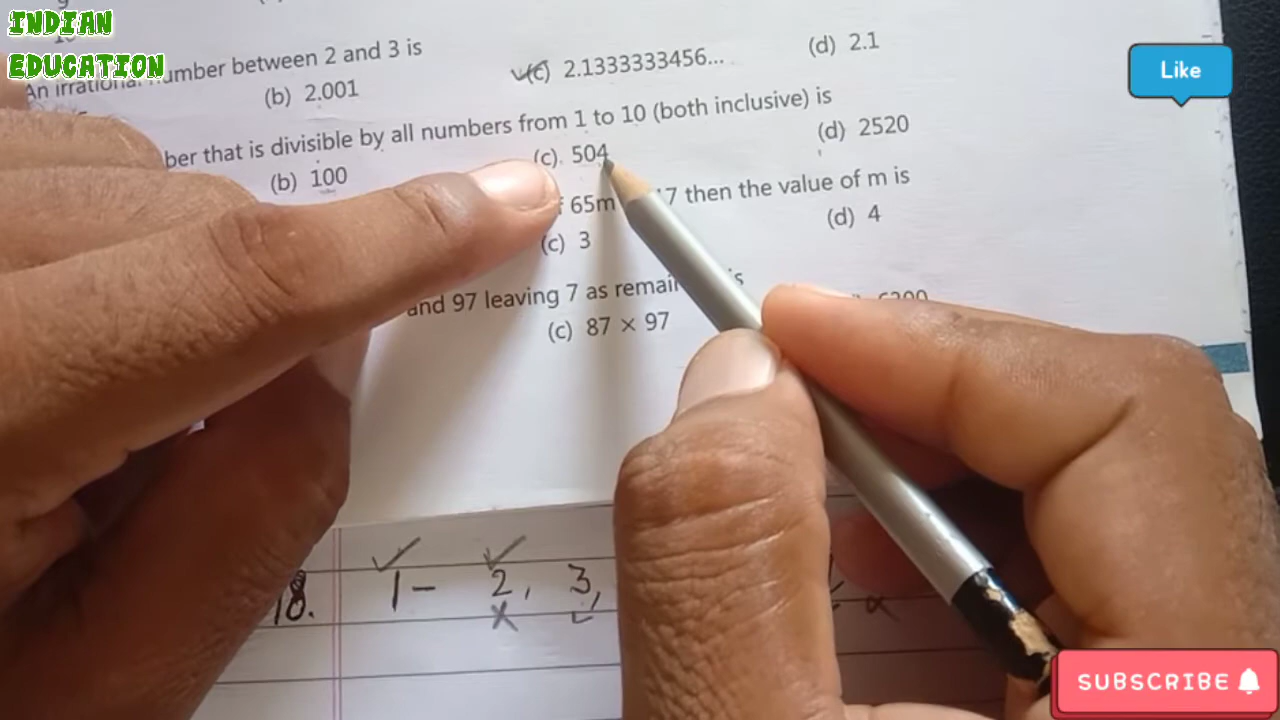 INDIAN
EDUCATION
An irrational number between 2 and 3 is
(b) 2.001 (c) 2.1333333456... (d) 2.1
that is divisible by all numbers from 1 to 10 (both inclusive) is
(b) 100 (c) 504 (d) 2520
65m 7 then the value of m is
(c) 3 (d) 4
and 97 leaving 7 as is
(c) 87 × 97
18. 1 - 2, 3,
Like
SUBSCRIBE